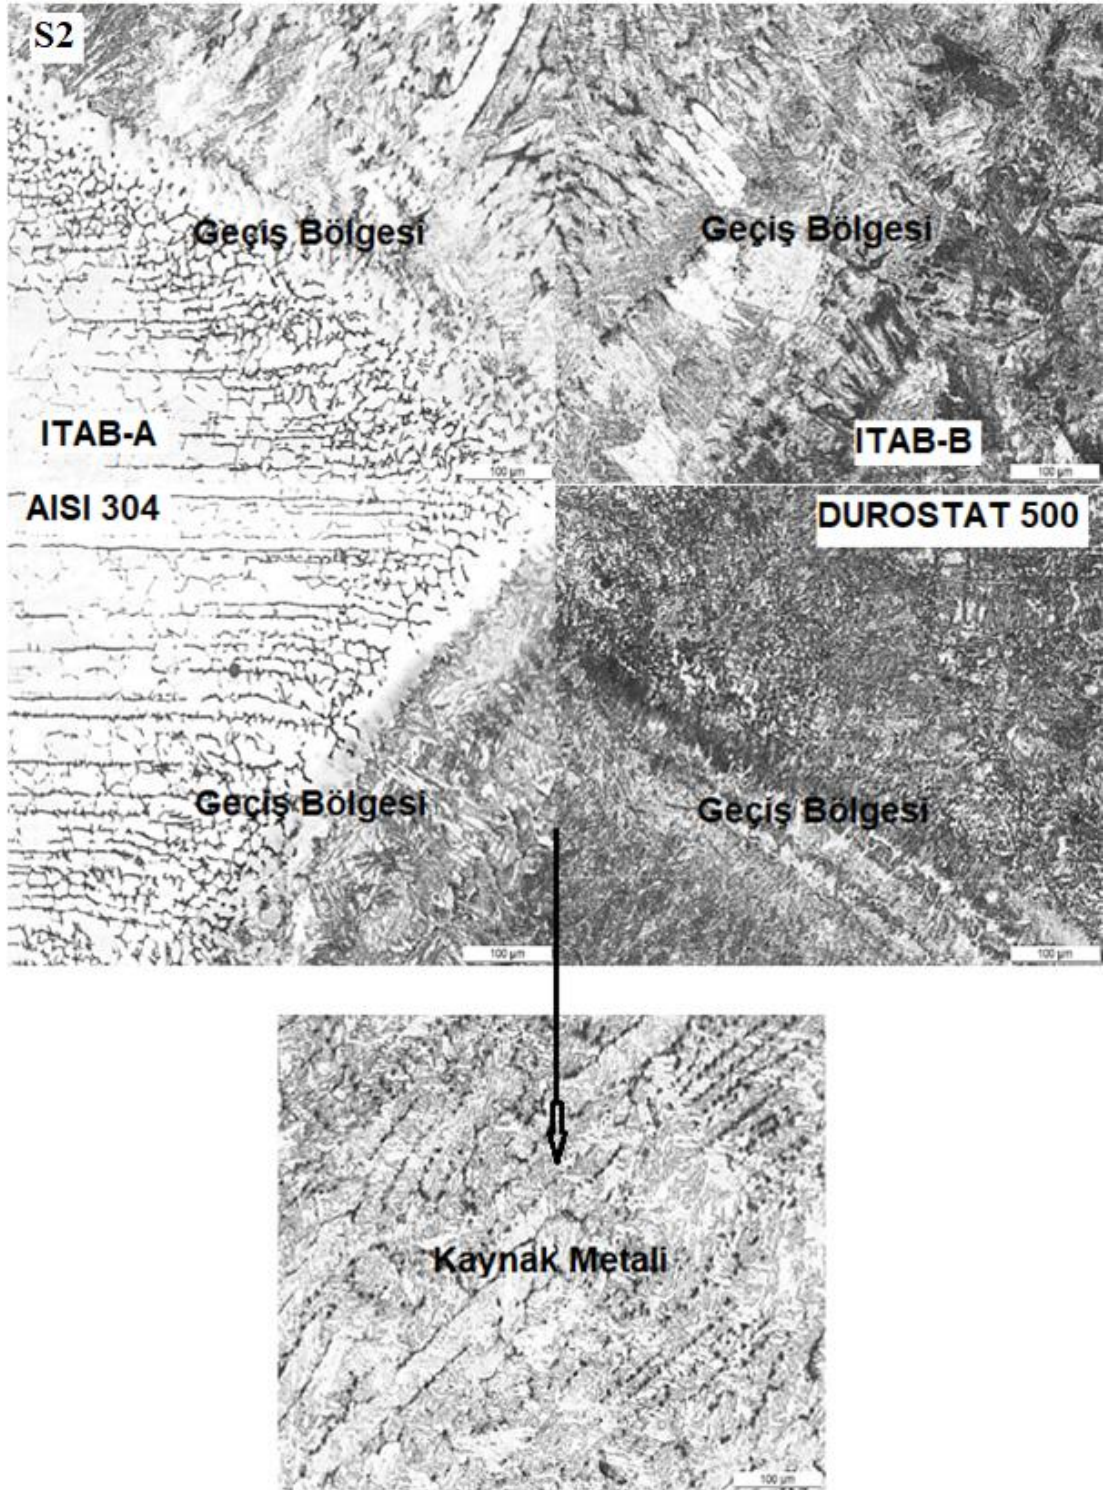 S2
Geçiş Bölgesi
Geçiş Bölgesi
ITAB-A
ITAB-B
100 µm
100 µm
AISI 304
DUROSTAT 500
Geçiş Bölgesi
Geçiş Bölgesi
100 µm
100 µm
Kaynak Metali
100 µm